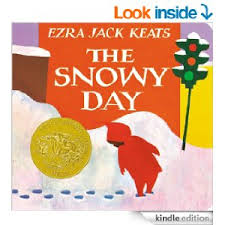 Look inside
EZRA JACK KEATS
THE
SNOWY
DAY
kindle edition